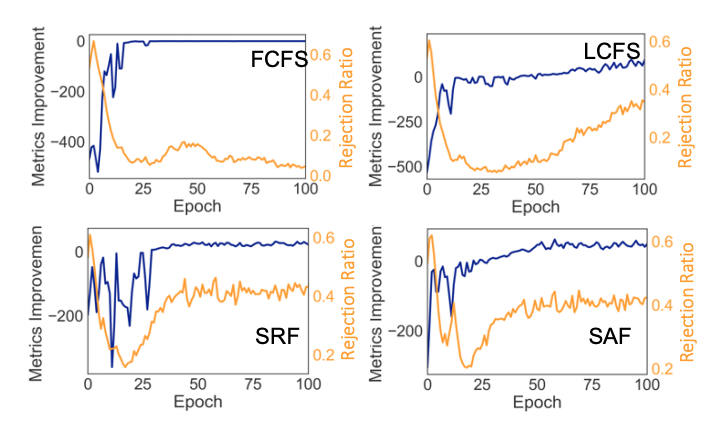 Metrics Improvement
0
−200
−400
FCFS
0.6
0.4
0.2
0.0
Rejection Ratio
0 25 50 75 100
Epoch
Metrics Improvement
0
−250
−500
LCFS
0.6
0.4
0.2
Rejection Ratio
0 25 50 75 100
Epoch
Metrics Improvemen
0
−200
SRF
0.6
0.4
0.2
Rejection Ratio
0 25 50 75 100
Epoch
Metrics Improvemen
0
−200
SAF
0.6
0.4
0.2
Rejection Ratio
0 25 50 75 100
Epoch